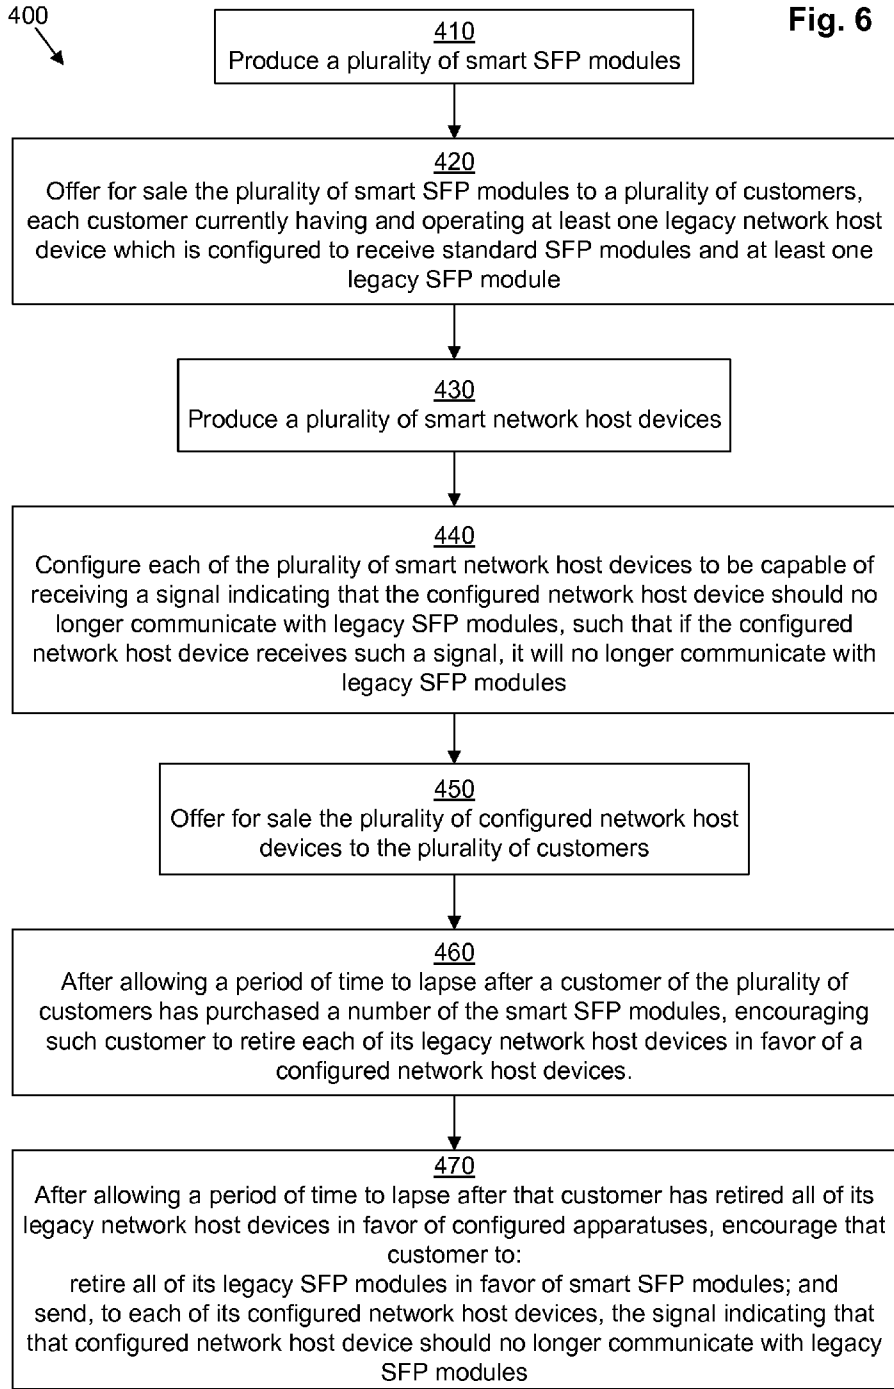 400
Fig. 6
410
Produce a plurality of smart SFP modules
420
Offer for sale the plurality of smart SFP modules to a plurality of customers,
each customer currently having and operating at least one legacy network host
device which is configured to receive standard SFP modules and at least one
legacy SFP module
430
Produce a plurality of smart network host devices
440
Configure each of the plurality of smart network host devices to be capable of
receiving a signal indicating that the configured network host device should no
longer communicate with legacy SFP modules, such that if the configured
network host device receives such a signal, it will no longer communicate with
legacy SFP modules
450
Offer for sale the plurality of configured network host
devices to the plurality of customers
460
After allowing a period of time to lapse after a customer of the plurality of
customers has purchased a number of the smart SFP modules, encouraging
such customer to retire each of its legacy network host devices in favor of a
configured network host devices.
470
After allowing a period of time to lapse after that customer has retired all of its
legacy network host devices in favor of configured apparatuses, encourage that
customer to:
retire all of its legacy SFP modules in favor of smart SFP modules; and
send, to each of its configured network host devices, the signal indicating that
that configured network host device should no longer communicate with legacy
SFP modules